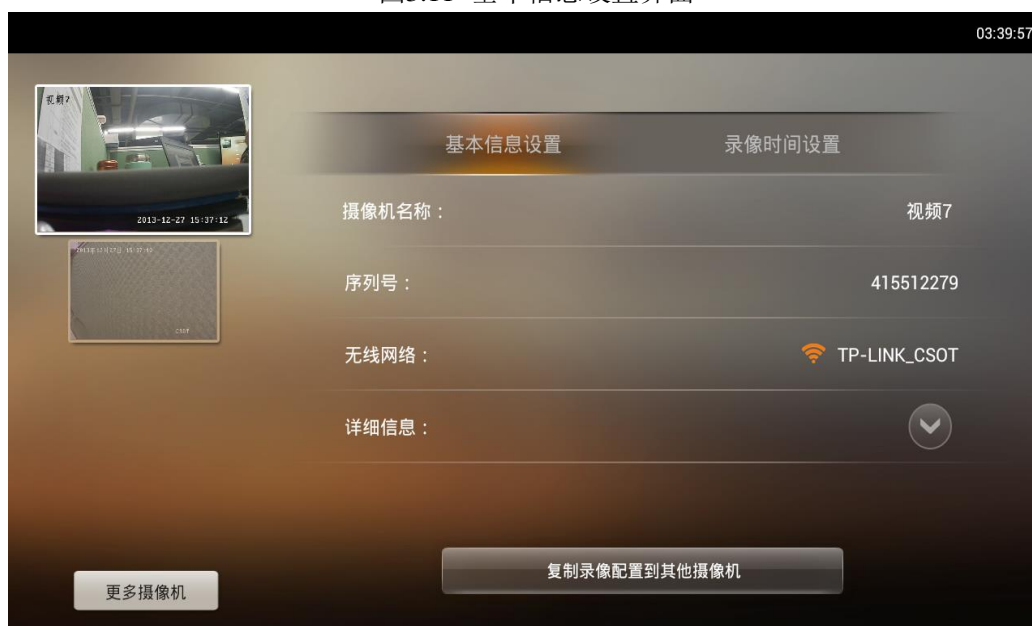 03:39:57
视频7
2013-12-27 15:37:12
CSOT
基本信息设置
录像时间设置
摄像机名称：
视频7
序列号：
415512279
无线网络：
TP-LINK_CSOT
详细信息：
复制录像配置到其他摄像机
更多摄像机